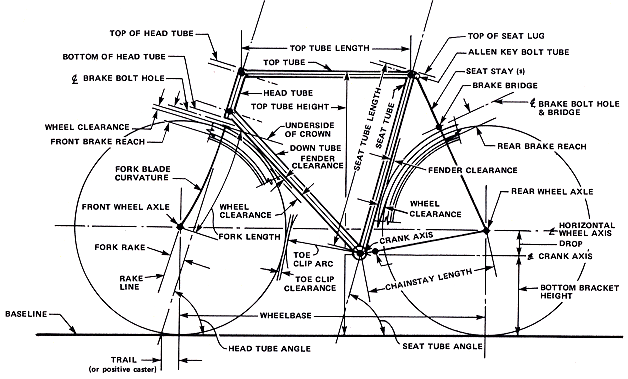 TOP OF HEAD TUBE
TOP TUBE LENGTH
TOP TUBE
TOP OF SEAT LUG
BOTTOM OF HEAD TUBE
ALLEN KEY BOLT TUBE
℄ BRAKE BOLT HOLE
SEAT STAY (s)
HEAD TUBE
BRAKE BRIDGE
TOP TUBE HEIGHT
SEAT TUBE LENGTH
SEAT TUBE
℄ BRAKE BOLT HOLE
& BRIDGE
WHEEL CLEARANCE
UNDERSIDE
OF CROWN
FRONT BRAKE REACH
DOWN TUBE
REAR BRAKE REACH
FENDER
CLEARANCE
FORK BLADE
CURVATURE
FENDER CLEARANCE
WHEEL
CLEARANCE
REAR WHEEL AXLE
FRONT WHEEL AXLE
WHEEL
CLEARANCE
FORK LENGTH
CRANK AXIS
℄ HORIZONTAL
WHEEL AXIS
FORK RAKE
TOE
CLIP ARC
DROP
℄ CRANK AXIS
RAKE
LINE
TOE CLIP
CLEARANCE
CHAINSTAY LENGTH
BOTTOM BRACKET
HEIGHT
BASELINE
WHEELBASE
HEAD TUBE ANGLE
SEAT TUBE ANGLE
TRAIL
(or positive caster)